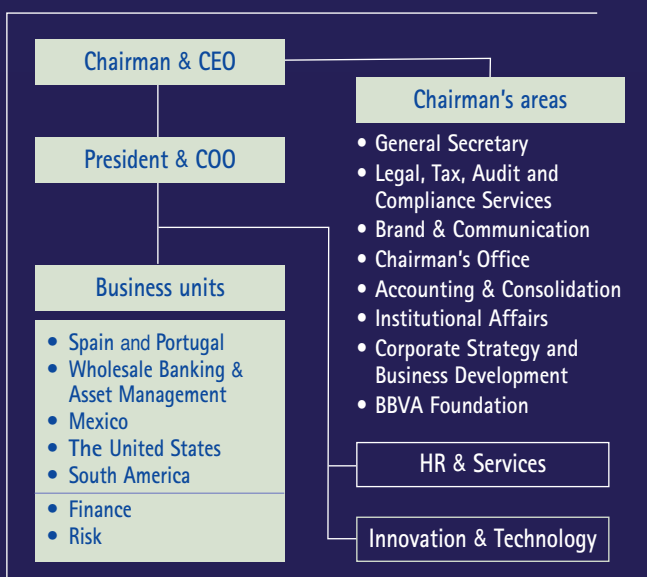 Chairman & CEO
President & COO
Business units
• Spain and Portugal
• Wholesale Banking &
Asset Management
• Mexico
• The United States
• South America
• Finance
• Risk
Chairman's areas
• General Secretary
• Legal, Tax, Audit and
Compliance Services
• Brand & Communication
• Chairman's Office
• Accounting & Consolidation
• Institutional Affairs
• Corporate Strategy and
Business Development
• BBVA Foundation
HR & Services
Innovation & Technology